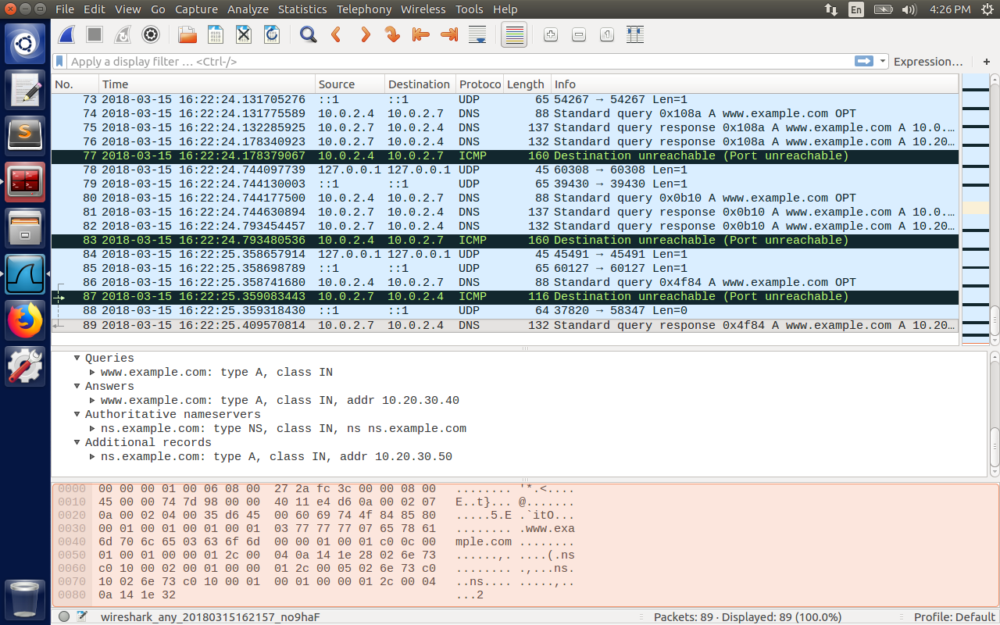 File Edit View Go Capture Analyze Statistics Telephony Wireless Tools Help En 4:26 PM
Apply a display filter … <Ctrl-/> Expression… +
No. Time Source Destination Protoco Length Info
73 2018-03-15 16:22:24.131705276 ::1 ::1 UDP 65 54267 → 54267 Len=1
74 2018-03-15 16:22:24.131775589 10.0.2.4 10.0.2.7 DNS 88 Standard query 0x108a A www.example.com OPT
75 2018-03-15 16:22:24.132285925 10.0.2.7 10.0.2.4 DNS 137 Standard query response 0x108a A www.example.com A 10.0.…
76 2018-03-15 16:22:24.178340923 10.0.2.7 10.0.2.4 DNS 132 Standard query response 0x108a A www.example.com A 10.20…
77 2018-03-15 16:22:24.178379067 10.0.2.4 10.0.2.7 ICMP 160 Destination unreachable (Port unreachable)
78 2018-03-15 16:22:24.744097739 127.0.0.1 127.0.0.1 UDP 45 60308 → 60308 Len=1
79 2018-03-15 16:22:24.744130003 ::1 ::1 UDP 65 39430 → 39430 Len=1
80 2018-03-15 16:22:24.744177500 10.0.2.4 10.0.2.7 DNS 88 Standard query 0x0b10 A www.example.com OPT
81 2018-03-15 16:22:24.744630894 10.0.2.7 10.0.2.4 DNS 137 Standard query response 0x0b10 A www.example.com A 10.0.…
82 2018-03-15 16:22:24.793454457 10.0.2.7 10.0.2.4 DNS 132 Standard query response 0x0b10 A www.example.com A 10.20…
83 2018-03-15 16:22:24.793480536 10.0.2.4 10.0.2.7 ICMP 160 Destination unreachable (Port unreachable)
84 2018-03-15 16:22:25.358657914 127.0.0.1 127.0.0.1 UDP 45 45491 → 45491 Len=1
85 2018-03-15 16:22:25.358698789 ::1 ::1 UDP 65 60127 → 60127 Len=1
86 2018-03-15 16:22:25.358741680 10.0.2.4 10.0.2.7 DNS 88 Standard query 0x4f84 A www.example.com OPT
87 2018-03-15 16:22:25.359083443 10.0.2.7 10.0.2.4 ICMP 116 Destination unreachable (Port unreachable)
88 2018-03-15 16:22:25.359318430 ::1 ::1 UDP 64 37820 → 58347 Len=0
89 2018-03-15 16:22:25.409570814 10.0.2.7 10.0.2.4 DNS 132 Standard query response 0x4f84 A www.example.com A 10.20…
Queries
www.example.com: type A, class IN
Answers
www.example.com: type A, class IN, addr 10.20.30.40
Authoritative nameservers
ns.example.com: type NS, class IN, ns ns.example.com
Additional records
ns.example.com: type A, class IN, addr 10.20.30.50
0000 00 00 00 01 00 06 08 00 27 2a fc 3c 00 00 08 00 ........ '*.<....
0010 45 00 00 74 7d 98 00 00 40 11 e4 d6 0a 00 02 07 E..t}... @.......
0020 0a 00 02 04 00 35 d6 45 00 60 69 74 4f 84 85 80 .....5.E .`itO...
0030 00 01 00 01 00 01 00 01 03 77 77 77 07 65 78 61 ........ .www.exa
0040 6d 70 6c 65 03 63 6f 6d 00 00 01 00 01 c0 0c 00 mple.com ........
0050 01 00 01 00 00 01 2c 00 04 0a 14 1e 28 02 6e 73 ......,. ....(.ns
0060 c0 10 00 02 00 01 00 00 01 2c 00 05 02 6e 73 c0 ........ .,...ns.
0070 10 02 6e 73 c0 10 00 01 00 01 00 00 01 2c 00 04 ..ns.... .....,..
0080 0a 14 1e 32 ...2
wireshark_any_20180315162157_no9haF Packets: 89 · Displayed: 89 (100.0%) Profile: Default